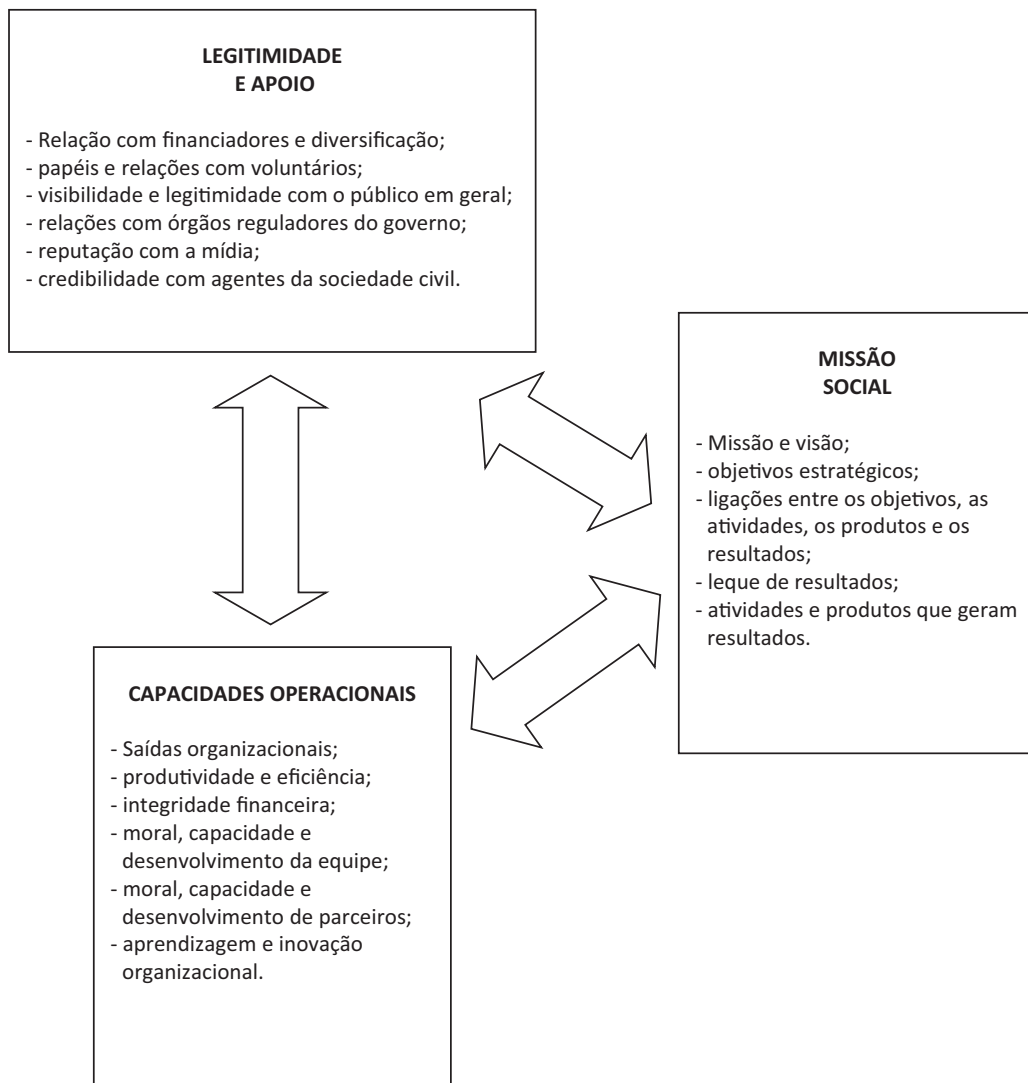 LEGITIMIDADE
E APOIO
- Relação com financiadores e diversificação;
- papéis e relações com voluntários;
- visibilidade e legitimidade com o público em geral;
- relações com órgãos reguladores do governo;
- reputação com a mídia;
- credibilidade com agentes da sociedade civil.
MISSÃO
SOCIAL
- Missão e visão;
- objetivos estratégicos;
- ligações entre os objetivos, as
atividades, os produtos e os
resultados;
- leque de resultados;
- atividades e produtos que geram
resultados.
CAPACIDADES OPERACIONAIS
- Saídas organizacionais;
- produtividade e eficiência;
- integridade financeira;
- moral, capacidade e
desenvolvimento da equipe;
- moral, capacidade e
desenvolvimento de parceiros;
- aprendizagem e inovação
organizacional.